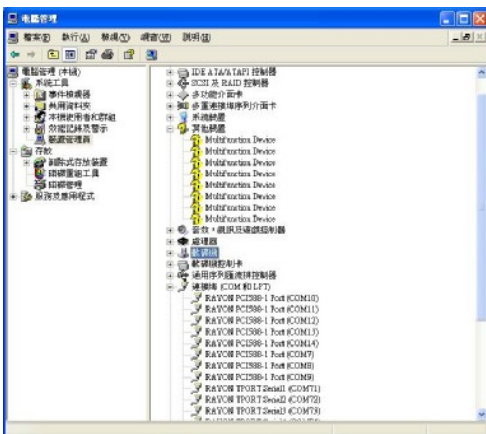 電腦管理
檔案(F) 執行(A) 檢視(V) 視窗(W) 說明(H)
電腦管理 (本機)
系統工具
事件檢視器
共用資料夾
本機使用者和群組
效能記錄及警示
裝置管理員
存放
卸除式存放裝置
磁碟重組工具
磁碟管理
服務及應用程式
IDE ATA/ATAPI 控制器
SCSI 及 RAID 控制器
多功能介面卡
多重連接埠序列介面卡
系統裝置
其他裝置
Multifunction Device
Multifunction Device
Multifunction Device
Multifunction Device
Multifunction Device
Multifunction Device
Multifunction Device
Multifunction Device
音效，視訊及遊戲控制器
處理器
軟碟機
軟碟機控制卡
通用序列匯流排控制器
連接埠 (COM 和 LPT)
RAYON PCI588-1 Port (COM10)
RAYON PCI588-1 Port (COM11)
RAYON PCI588-1 Port (COM12)
RAYON PCI588-1 Port (COM13)
RAYON PCI588-1 Port (COM14)
RAYON PCI588-1 Port (COM7)
RAYON PCI588-1 Port (COM8)
RAYON PCI588-1 Port (COM9)
RAYON TPORT Serial1 (COM71)
RAYON TPORT Serial2 (COM72)
RAYON TPORT Serial3 (COM73)